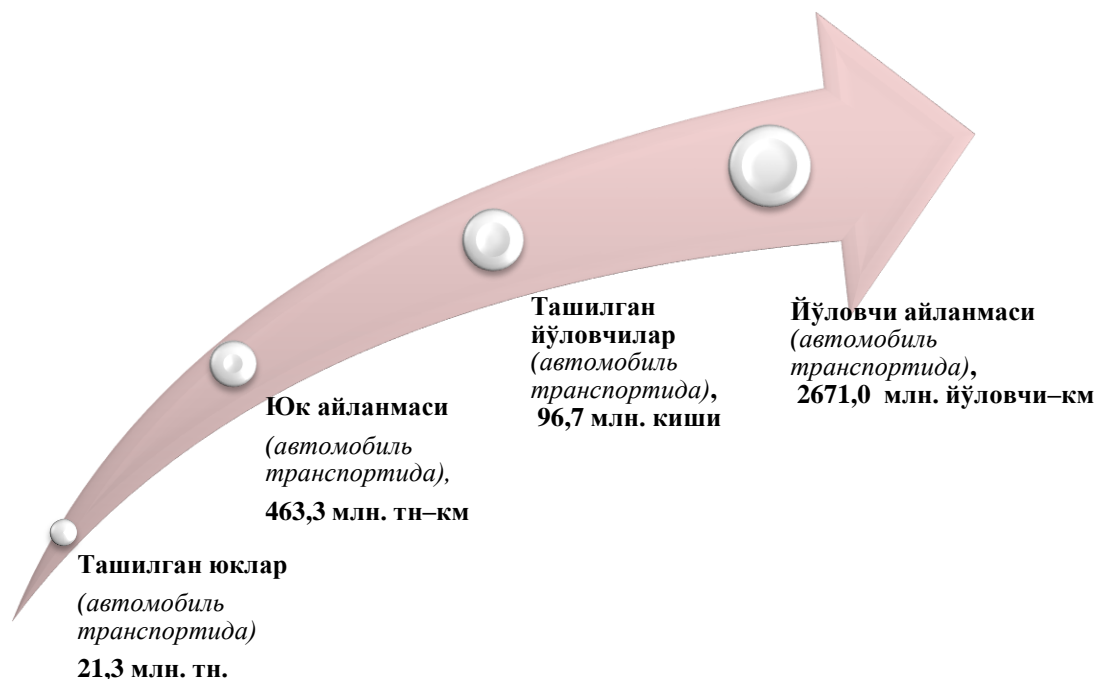 Ташилган
йўловчилар
(автомобиль
транспортида),
96,7 млн. киши
Йўловчи айланмаси
(автомобиль
транспортида),
2671,0 млн. йўловчи–км
Юк айланмаси
(автомобиль
транспортида),
463,3 млн. тн–км
Ташилган юклар
(автомобиль
транспортида)
21,3 млн. тн.